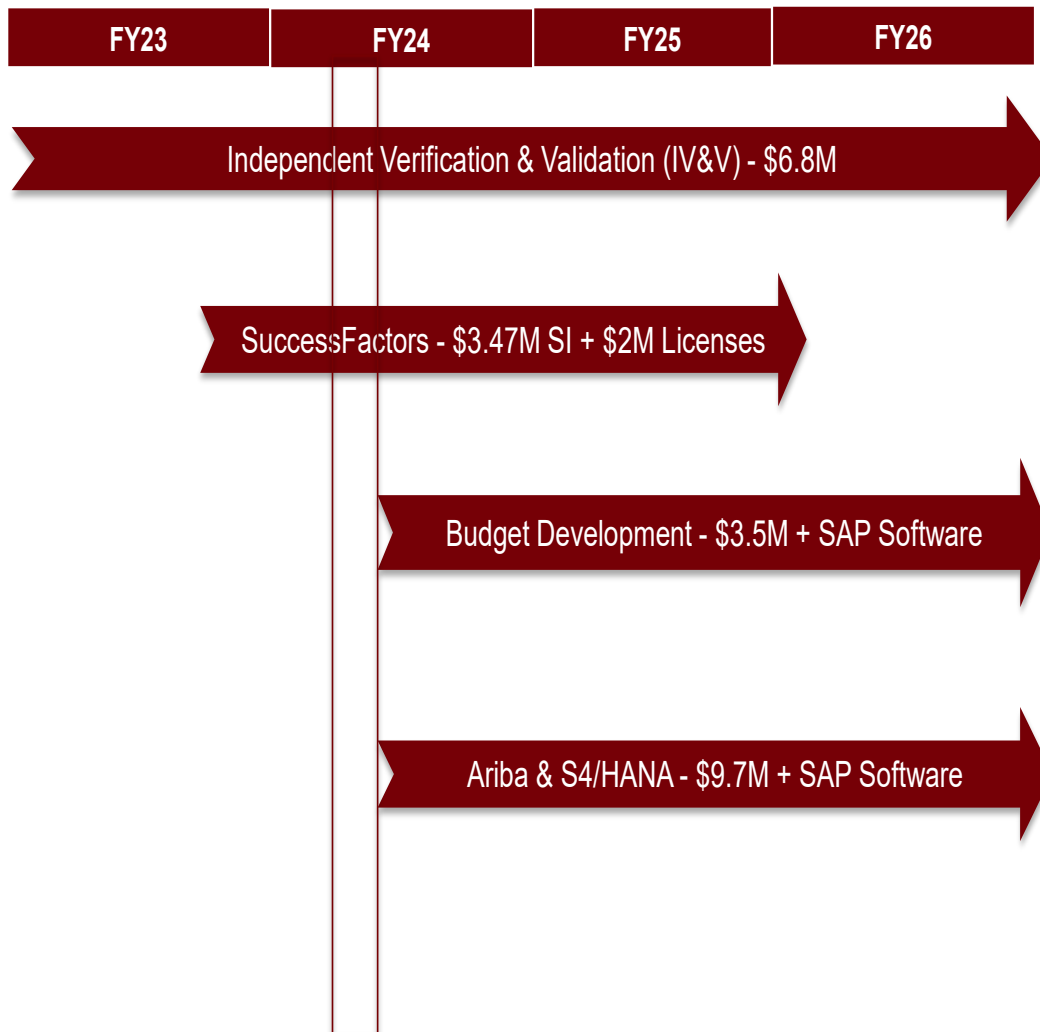 FY23
FY24
FY25
FY26
Independent Verification & Validation (IV&V) - $6.8M
SuccessFactors - $3.47M SI + $2M Licenses
Budget Development - $3.5M + SAP Software
Ariba & S4/HANA - $9.7M + SAP Software